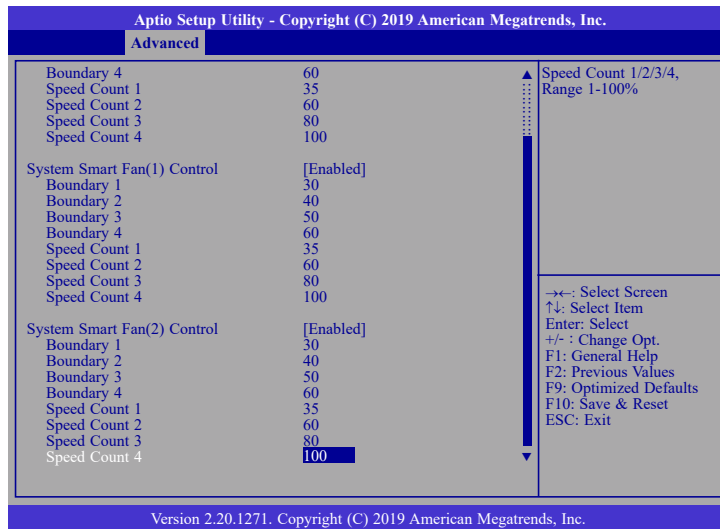 Aptio Setup Utility - Copyright (C) 2019 American Megatrends, Inc.
Advanced
Boundary 4 60
Speed Count 1 35
Speed Count 2 60
Speed Count 3 80
Speed Count 4 100
System Smart Fan(1) Control [Enabled]
Boundary 1 30
Boundary 2 40
Boundary 3 50
Boundary 4 60
Speed Count 1 35
Speed Count 2 60
Speed Count 3 80
Speed Count 4 100
System Smart Fan(2) Control [Enabled]
Boundary 1 30
Boundary 2 40
Boundary 3 50
Boundary 4 60
Speed Count 1 35
Speed Count 2 60
Speed Count 3 80
Speed Count 4 100
Speed Count 1/2/3/4,
Range 1-100%
→←: Select Screen
↑↓: Select Item
Enter: Select
+/- : Change Opt.
F1: General Help
F2: Previous Values
F9: Optimized Defaults
F10: Save & Reset
ESC: Exit
Version 2.20.1271. Copyright (C) 2019 American Megatrends, Inc.